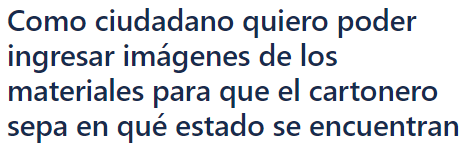 Como ciudadano quiero poder
ingresar imágenes de los
materiales para que el cartonero
sepa en qué estado se encuentran